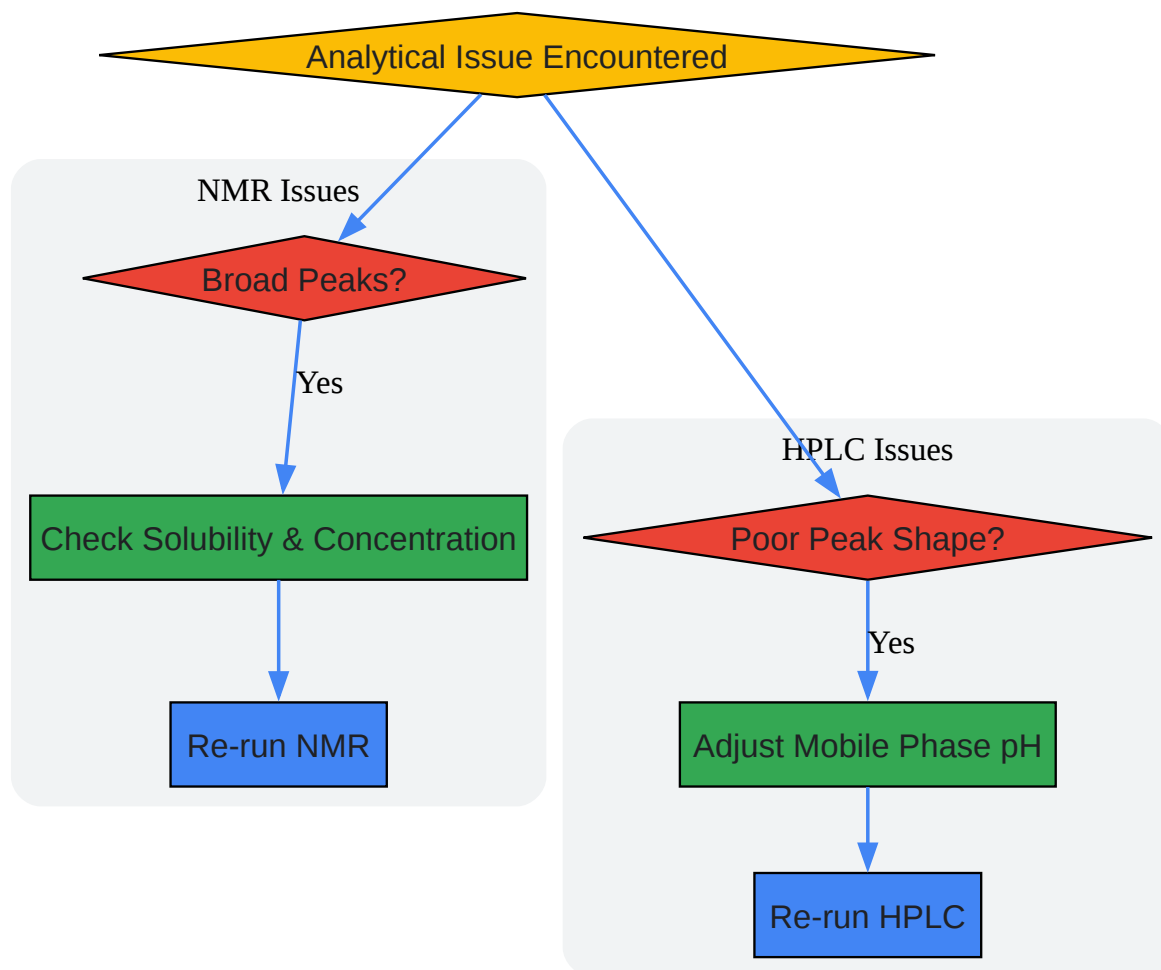 Analytical Issue Encountered
NMR Issues
Broad Peaks?
Yes
Check Solubility & Concentration
Re-run NMR
HPLC Issues
Poor Peak Shape?
Yes
Adjust Mobile Phase pH
Re-run HPLC